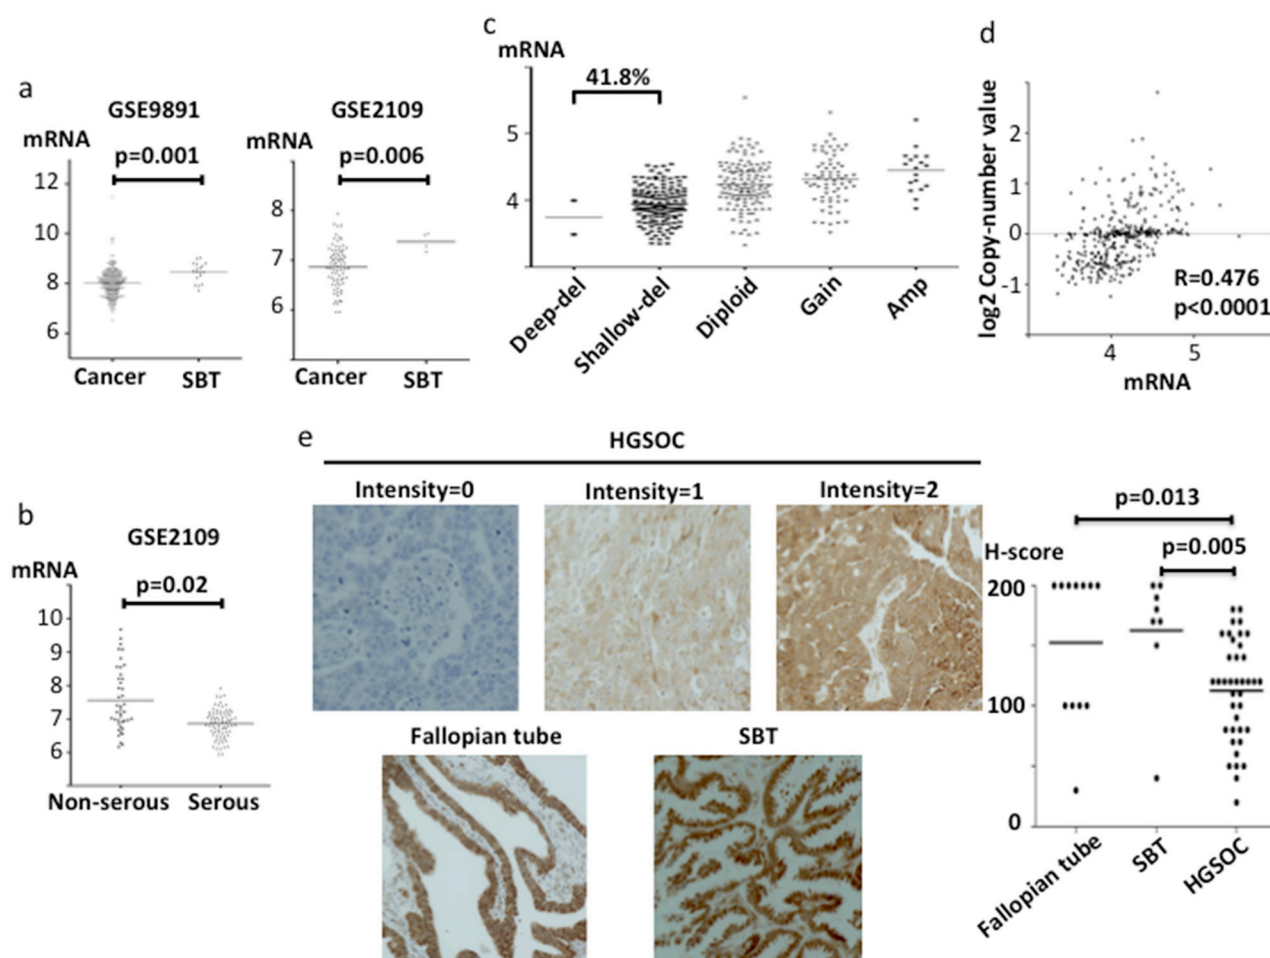 a
GSE9891
mRNA
p=0.001
12
10
8
6
Cancer
SBT
GSE2109
mRNA
p=0.006
8
7
6
Cancer
SBT
c
mRNA
41.8%
5
4
Deep-del
Shallow-del
Diploid
Gain
Amp
d
log2 Copy-number value
2
1
0
-1
R=0.476
p<0.0001
4
5
mRNA
b
GSE2109
mRNA
p=0.02
10
9
8
7
6
Non-serous
Serous
e
HGSOC
Intensity=0
Intensity=1
Intensity=2
Fallopian tube
SBT
p=0.013
H-score
p=0.005
200
100
0
Fallopian tube
SBT
HGSOC